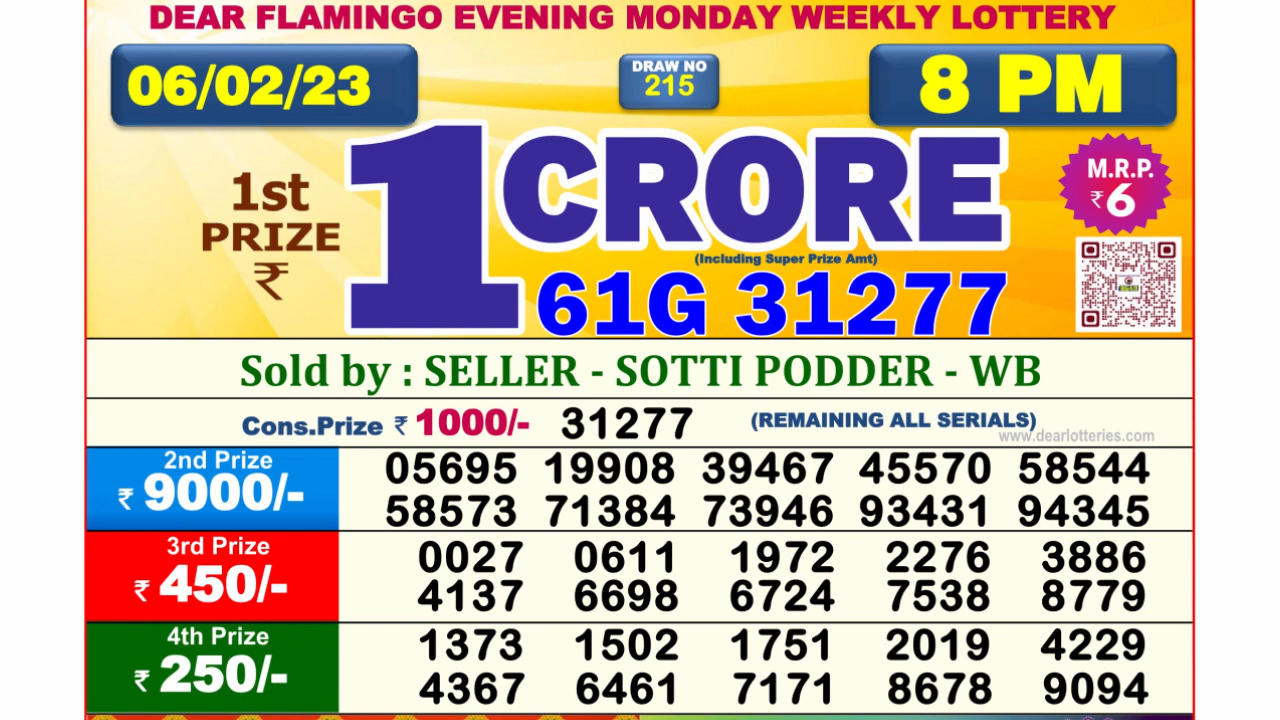 DEAR FLAMINGO EVENING MONDAY WEEKLY LOTTERY
06/02/23
DRAW NO
215
8 PM
1st
PRIZE
₹
1 CRORE
(Including Super Prize Amt)
61G 31277
M.R.P.
₹ 6
Sold by : SELLER - SOTTI PODDER - WB
Cons.Prize ₹ 1000/- 31277 (REMAINING ALL SERIALS)
www.dearlotteries.com
2nd Prize
₹ 9000/-
05695 19908 39467 45570 58544
58573 71384 73946 93431 94345
3rd Prize
₹ 450/-
0027 0611 1972 2276 3886
4137 6698 6724 7538 8779
4th Prize
₹ 250/-
1373 1502 1751 2019 4229
4367 6461 7171 8678 9094